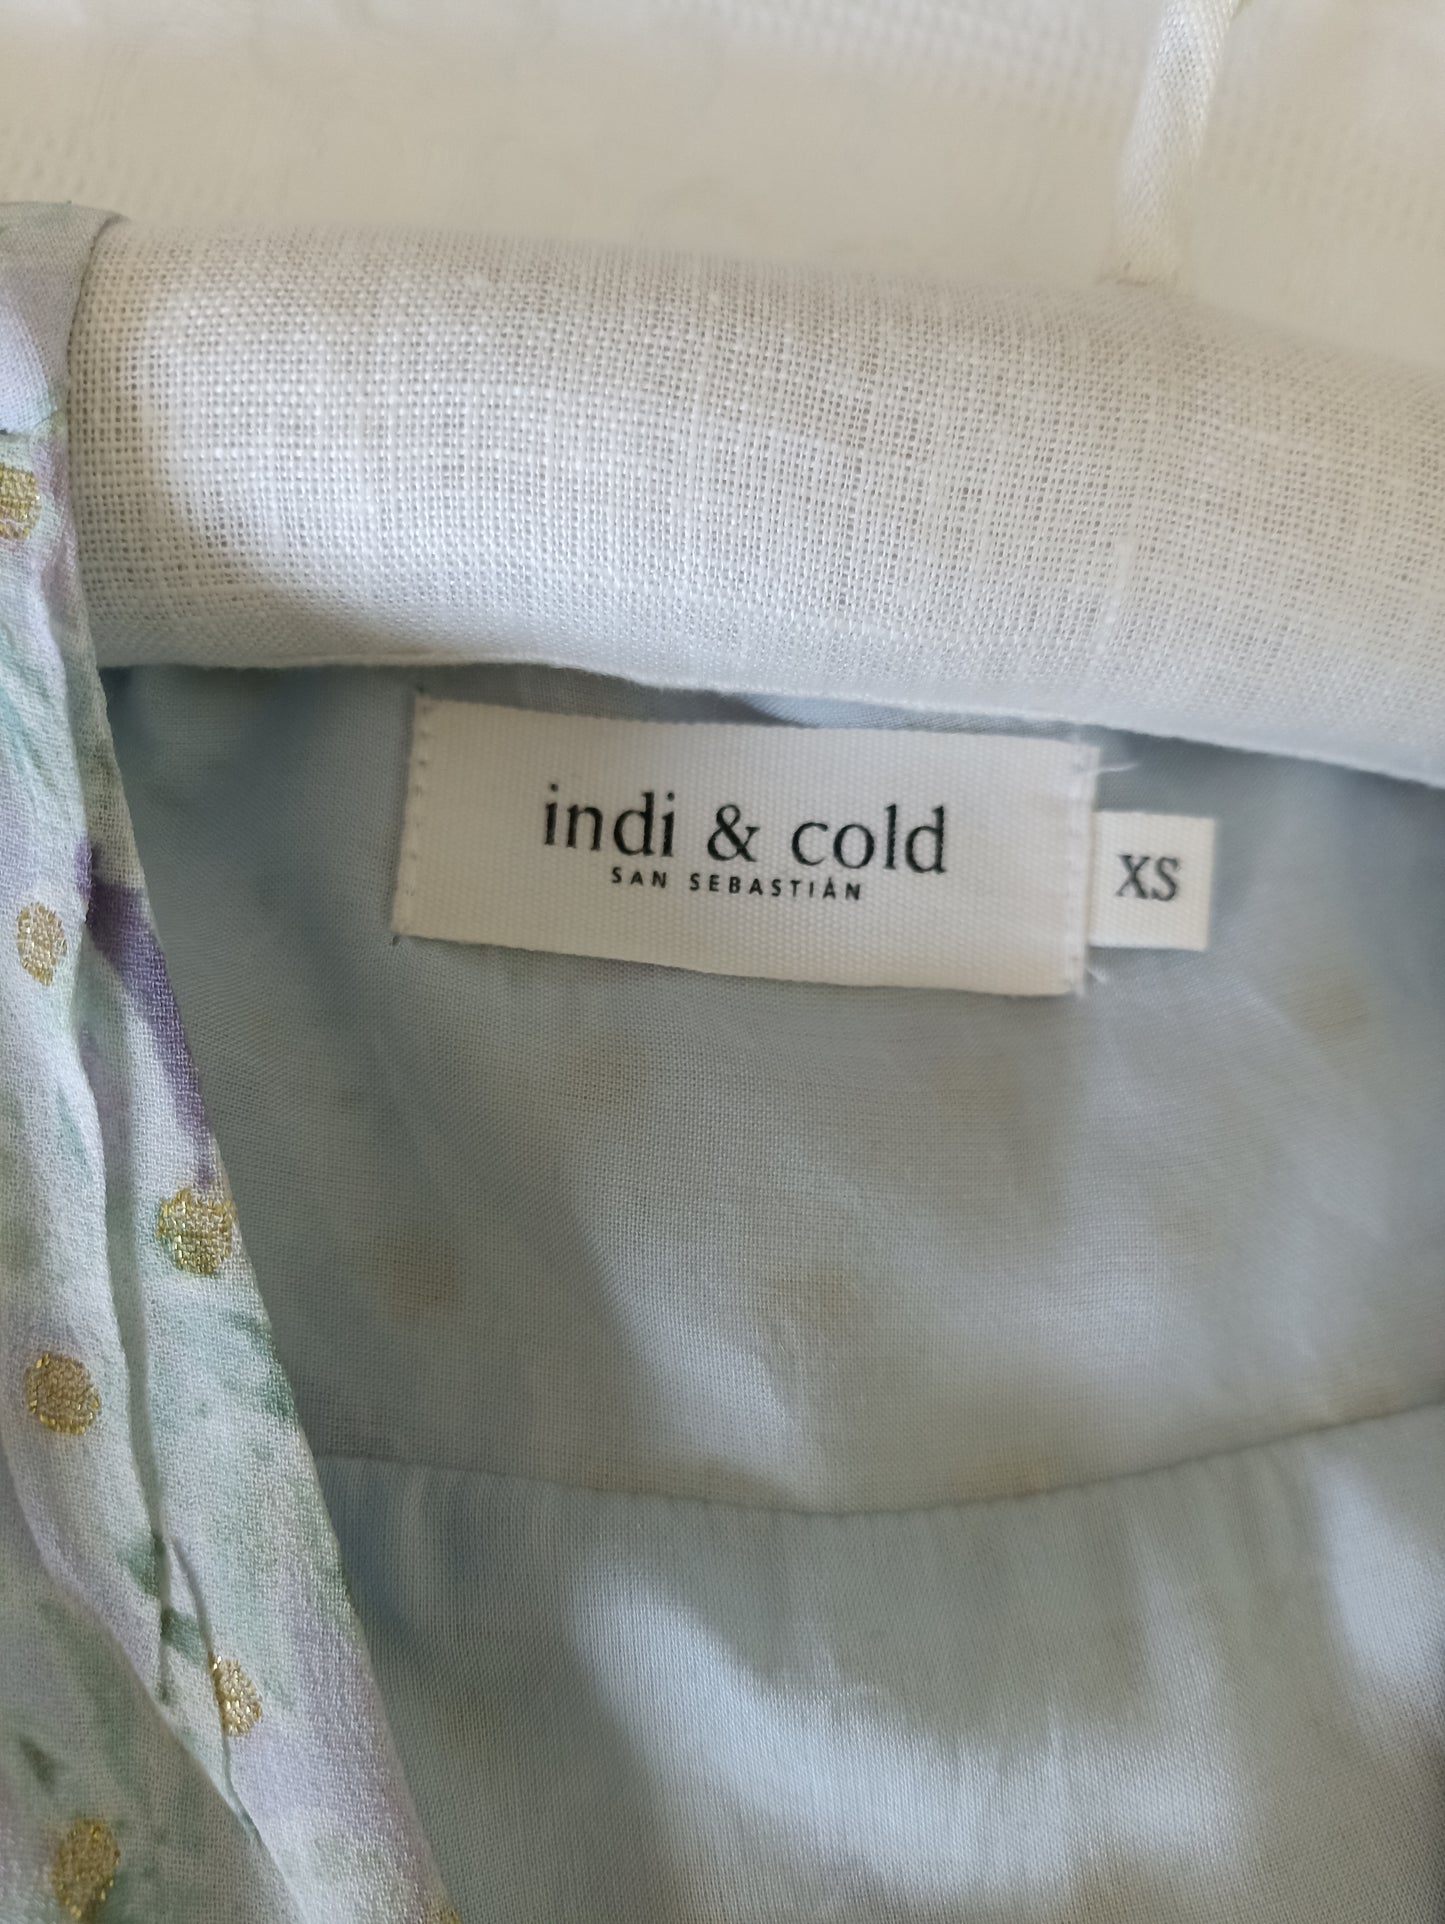 indi & cold
SAN SEBASTIÁN
XS